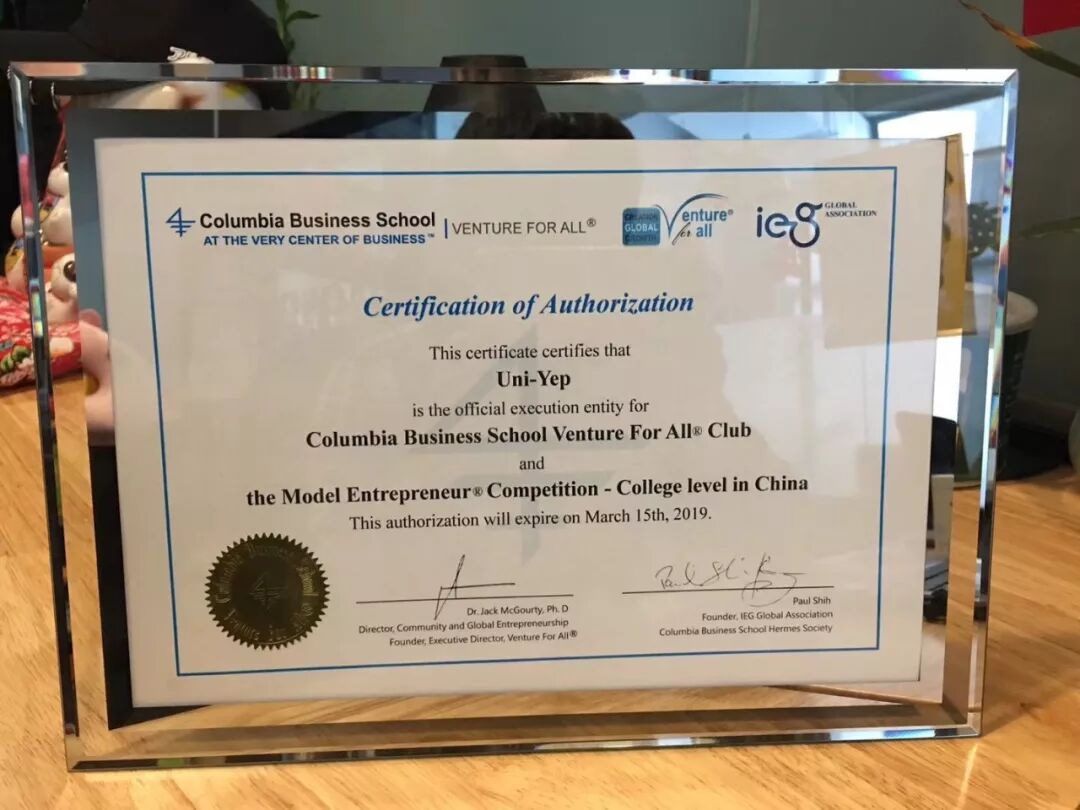 Columbia Business School
AT THE VERY CENTER OF BUSINESS™
VENTURE FOR ALL®
GLOBAL
Venture®
for all
ieg
GLOBAL
ASSOCIATION
Certification of Authorization
This certificate certifies that
Uni-Yep
is the official execution entity for
Columbia Business School Venture For All® Club
and
the Model Entrepreneur® Competition - College level in China
This authorization will expire on March 15th, 2019.
Dr. Jack McGourty, Ph. D
Director, Community and Global Entrepreneurship
Founder, Executive Director, Venture For All®
Paul Shih
Founder, IEG Global Association
Columbia Business School Hermes Society